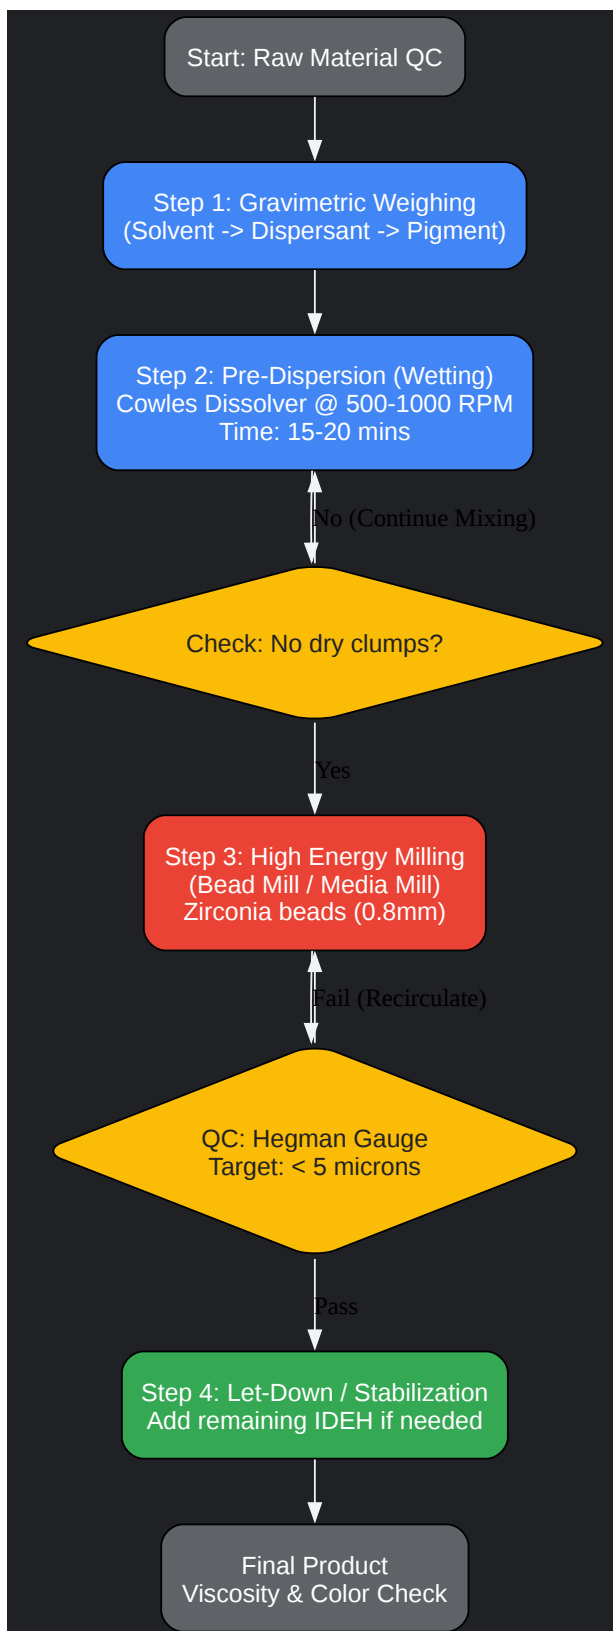 Start: Raw Material QC
Step 1: Gravimetric Weighing
(Solvent -> Dispersant -> Pigment)
Step 2: Pre-Dispersion (Wetting)
Cowles Dissolver @ 500-1000 RPM
Time: 15-20 mins
No (Continue Mixing)
Check: No dry clumps?
Yes
Step 3: High Energy Milling
(Bead Mill / Media Mill)
Zirconia beads (0.8mm)
Fail (Recirculate)
QC: Hegman Gauge
Target: < 5 microns
Pass
Step 4: Let-Down / Stabilization
Add remaining IDEH if needed
Final Product
Viscosity & Color Check